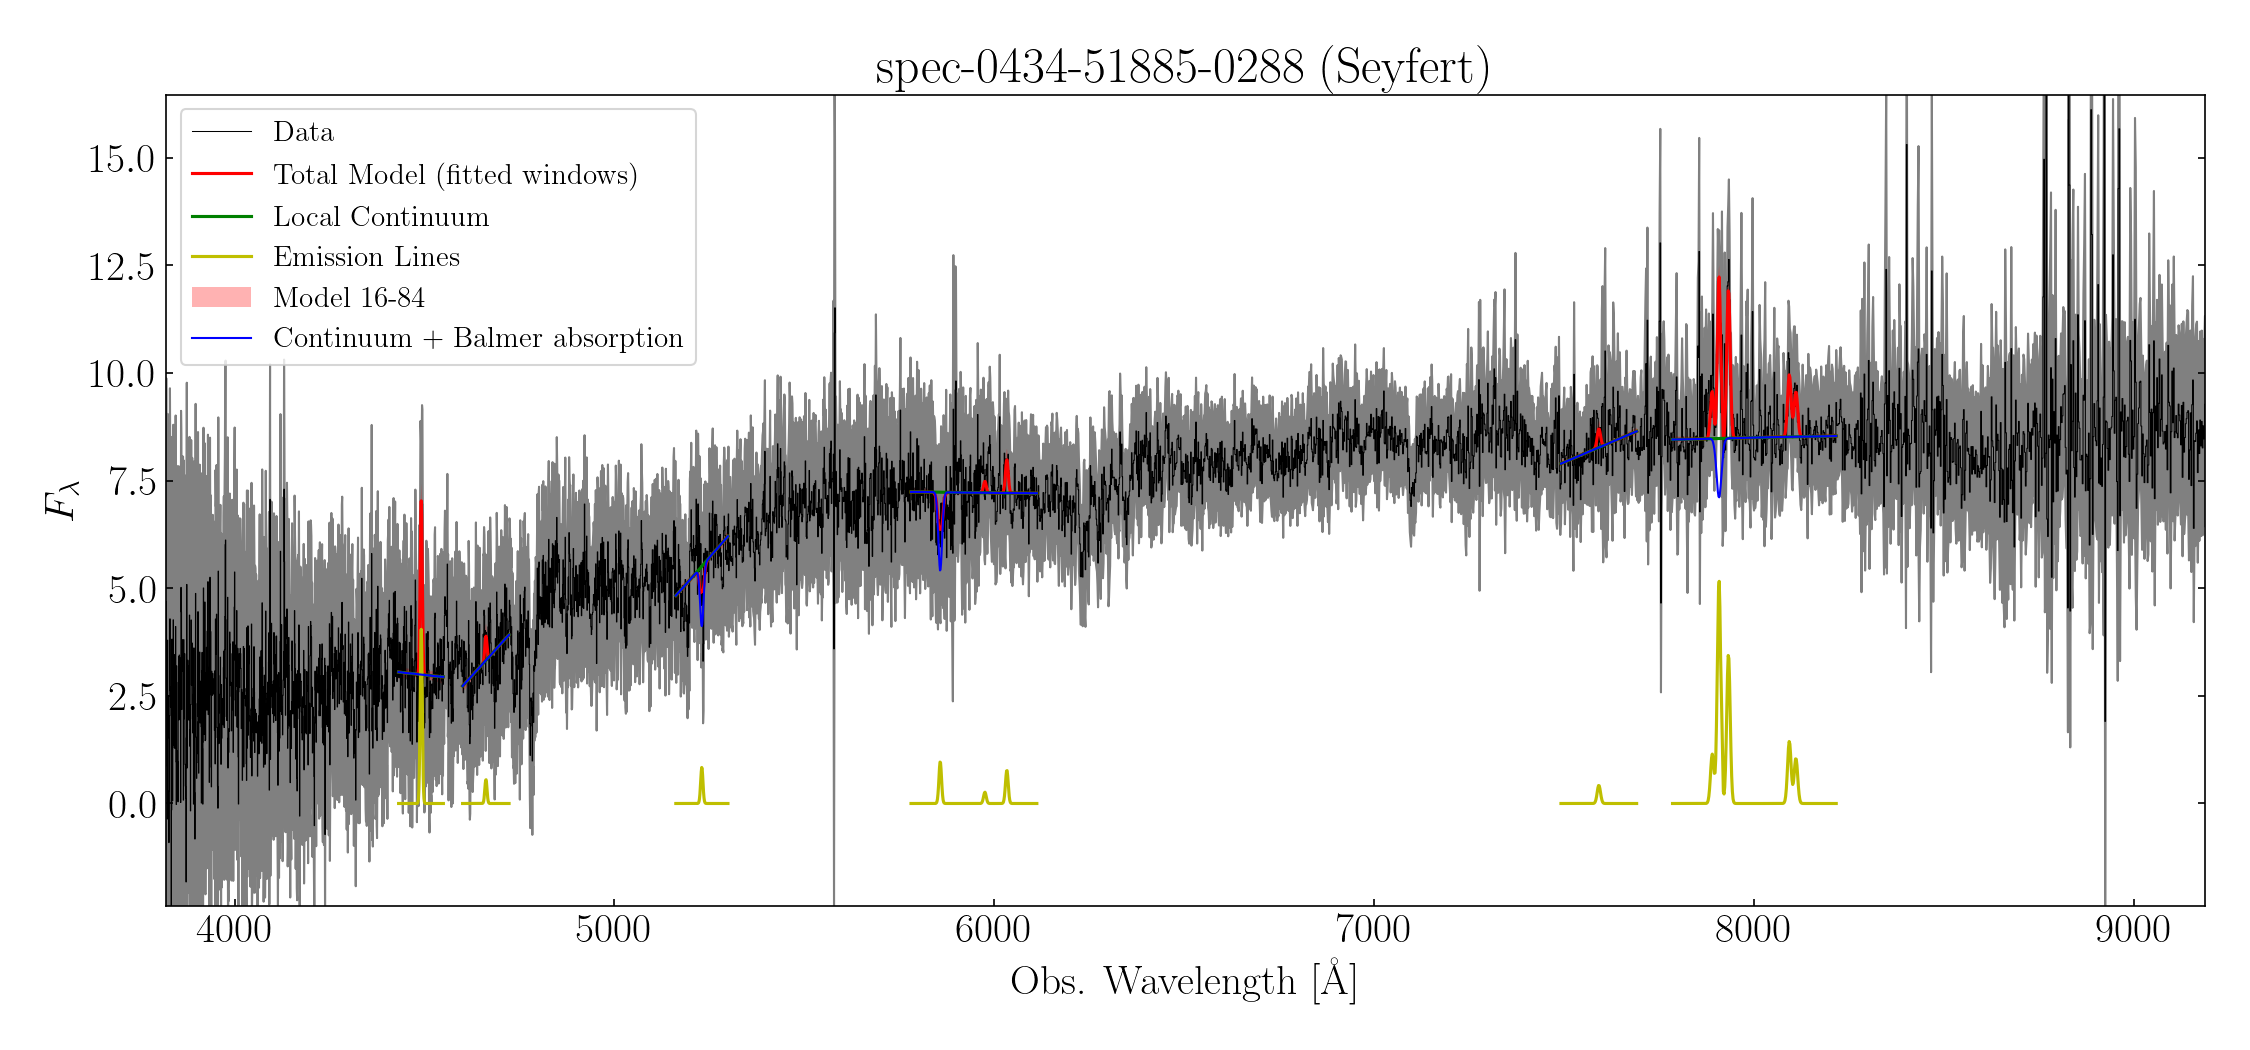 spec-0434-51885-0288 (Seyfert)
Data
Total Model (fitted windows)
Local Continuum
Emission Lines
Model 16-84
Continuum + Balmer absorption
15.0
12.5
10.0
7.5
5.0
2.5
0.0
F_λ
4000 5000 6000 7000 8000 9000
Obs. Wavelength [Å]